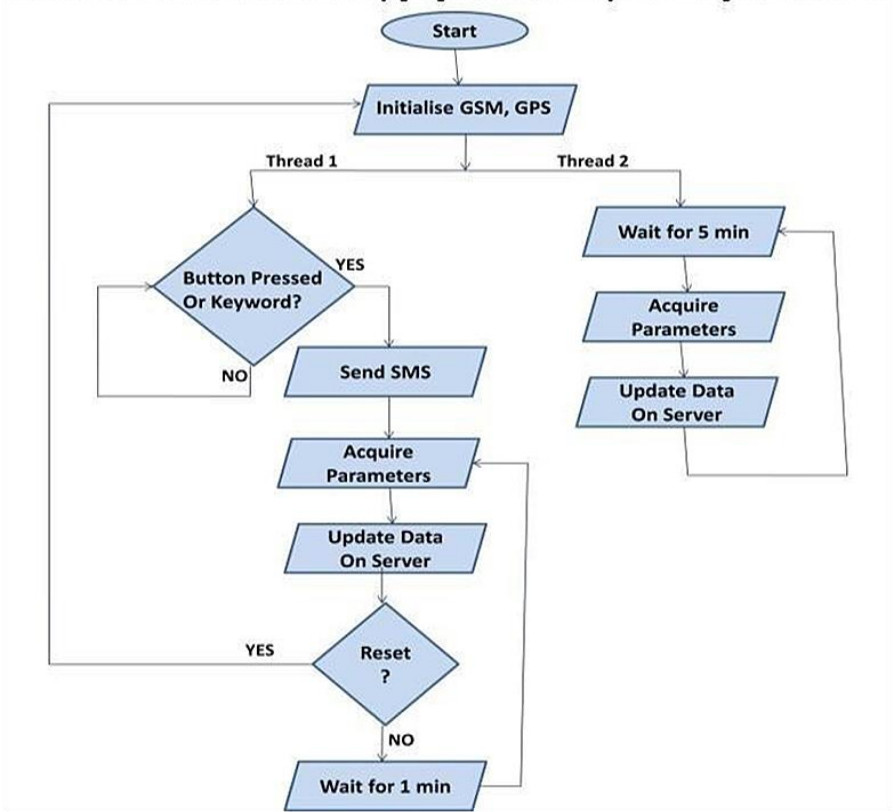 Start
Initialise GSM, GPS
Thread 1
Thread 2
Button Pressed
Or Keyword?
YES
NO
Send SMS
Acquire
Parameters
Update Data
On Server
Reset
?
YES
NO
Wait for 1 min
Wait for 5 min
Acquire
Parameters
Update Data
On Server